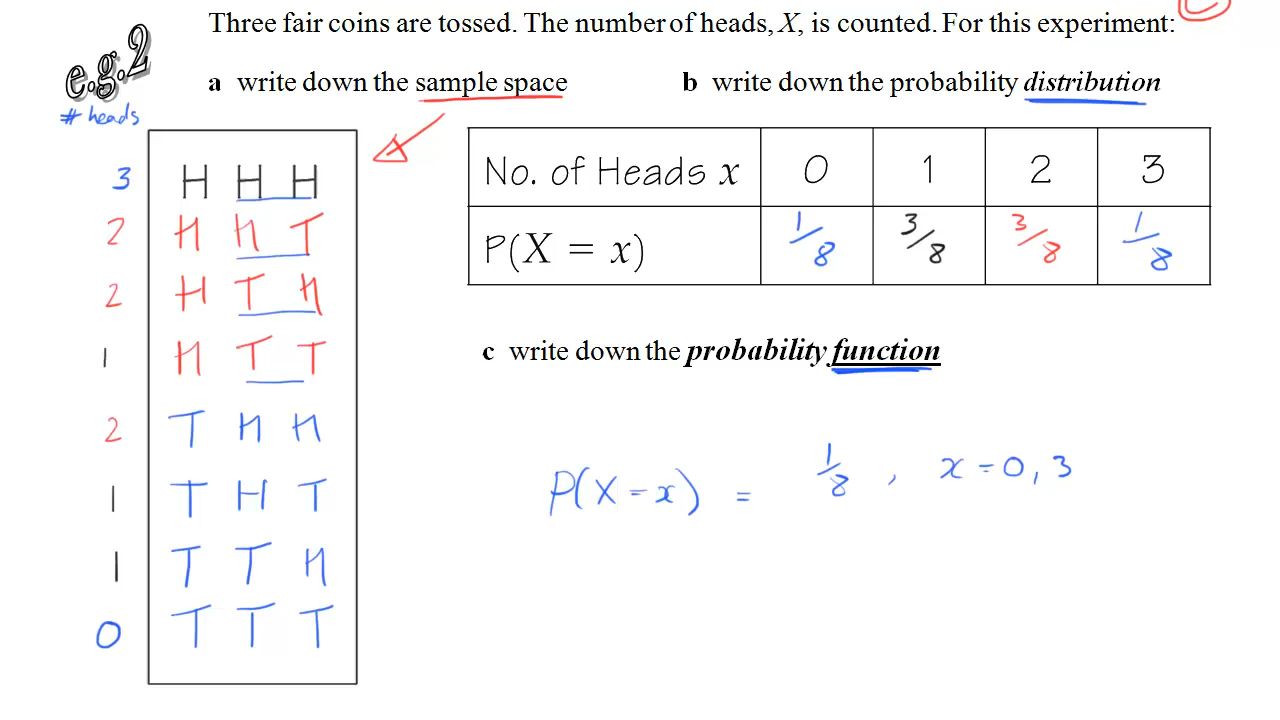 Three fair coins are tossed. The number of heads, X, is counted. For this experiment:
e.g.2
a write down the sample space
b write down the probability distribution
# heads
3 H H H
2 H H T
2 H T H
1 H T T
2 T H H
1 T H T
1 T T H
0 T T T
No. of Heads x 0 1 2 3
P(X = x) 1/8 3/8 3/8 1/8
c write down the probability function
P(X = x) = 1/8 , x = 0, 3